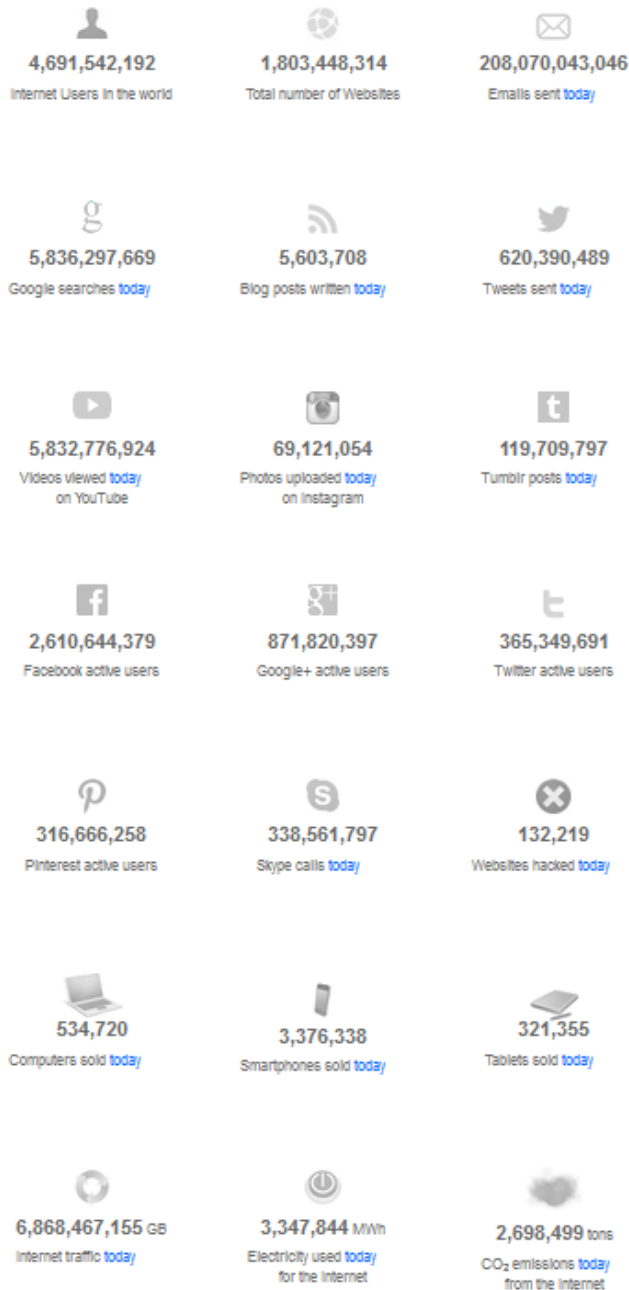 4,691,542,192
Internet Users in the world
1,803,448,314
Total number of Websites
208,070,043,046
Emails sent today
g
5,836,297,669
Google searches today
5,603,708
Blog posts written today
620,390,489
Tweets sent today
5,832,776,924
Videos viewed today
on YouTube
69,121,054
Photos uploaded today
on Instagram
t
119,709,797
Tumblr posts today
f
2,610,644,379
Facebook active users
g+
871,820,397
Google+ active users
t
365,349,691
Twitter active users
316,666,258
Pinterest active users
S
338,561,797
Skype calls today
132,219
Websites hacked today
534,720
Computers sold today
3,376,338
Smartphones sold today
321,355
Tablets sold today
6,868,467,155 GB
Internet traffic today
3,347,844 MWh
Electricity used today
for the Internet
2,698,499 tons
CO₂ emissions today
from the Internet